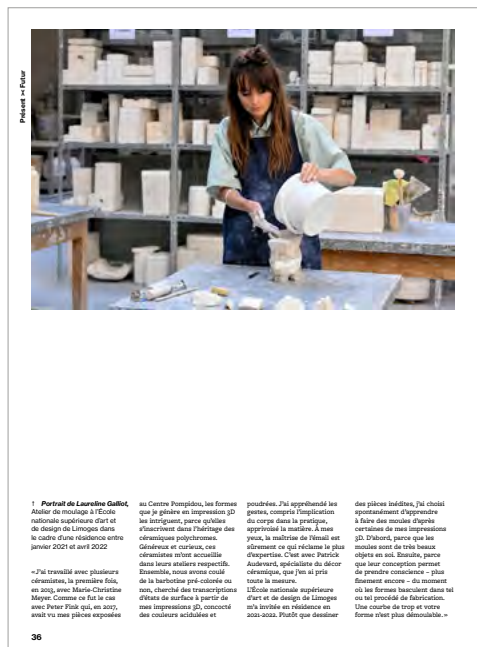 Présent >< Futur
1 Portrait de Laureline Galliot,
Atelier de moulage à l'École
nationale supérieure d'art et
de design de Limoges dans
le cadre d'une résidence entre
janvier 2021 et avril 2022
«J'ai travaillé avec plusieurs
céramistes, la première fois,
en 2013, avec Marie-Christine
Meyer. Comme ce fut le cas
avec Peter Fink qui, en 2017,
avait vu mes pièces exposées
au Centre Pompidou, les formes
que je génère en impression 3D
les intriguent, parce qu'elles
s'inscrivent dans l'héritage des
céramiques polychromes.
Généreux et curieux, ces
céramistes m'ont accueillie
dans leurs ateliers respectifs.
Ensemble, nous avons coulé
de la barbotine pré-colorée ou
non, cherché des transcriptions
d'états de surface à partir de
mes impressions 3D, concocté
des couleurs acidulées et
poudrées. J'ai appréhendé les
gestes, compris l'implication
du corps dans la pratique,
apprivoisé la matière. À mes
yeux, la maîtrise de l'émail est
sûrement ce qui réclame le plus
d'expertise. C'est avec Patrick
Audevard, spécialiste du décor
céramique, que j'en ai pris
toute la mesure.
L'École nationale supérieure
d'art et de design de Limoges
m'a invitée en résidence en
2021-2022. Plutôt que dessiner
des pièces inédites, j'ai choisi
spontanément d'apprendre
à faire des moules d'après
certaines de mes impressions
3D. D'abord, parce que les
moules sont de très beaux
objets en soi. Ensuite, parce
que leur conception permet
de prendre conscience – plus
finement encore – du moment
où les formes basculent dans tel
ou tel procédé de fabrication.
Une courbe de trop et votre
forme n'est plus démoulable.»
36